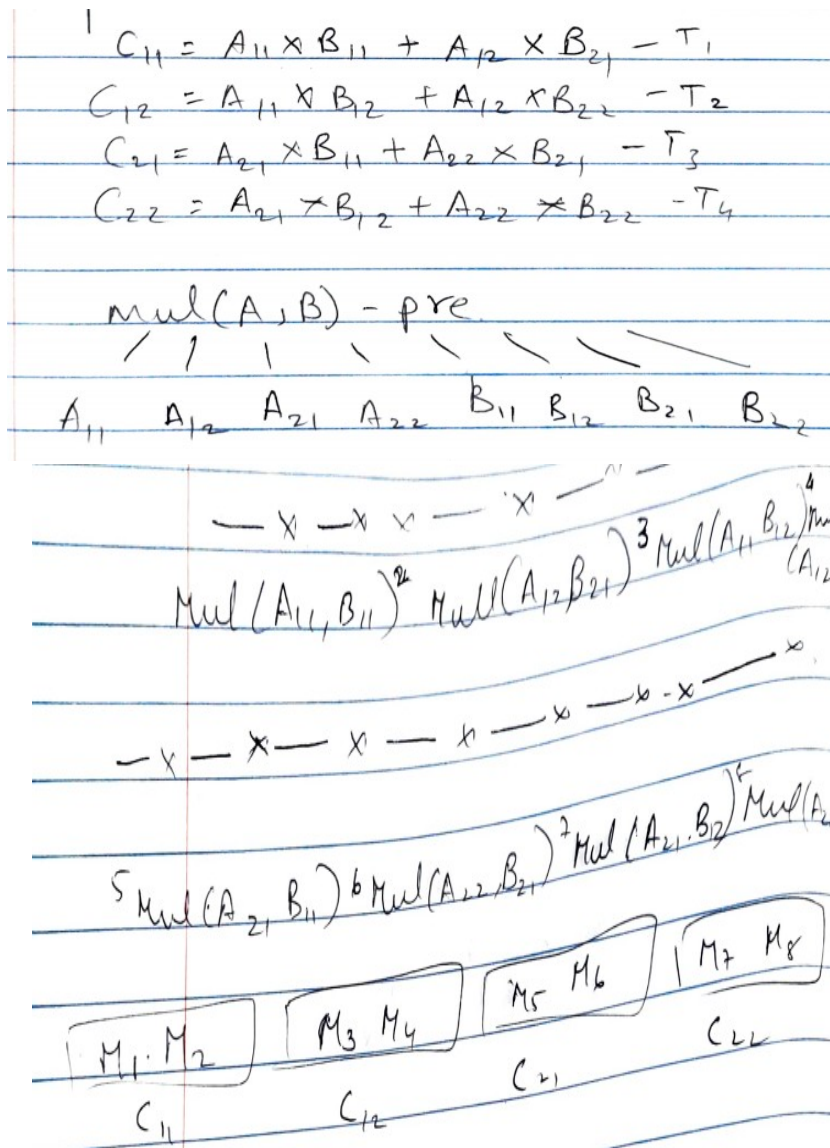 C₁₁ = A₁₁ × B₁₁ + A₁₂ × B₂₁ - T₁
C₁₂ = A₁₁ × B₁₂ + A₁₂ × B₂₂ - T₂
C₂₁ = A₂₁ × B₁₁ + A₂₂ × B₂₁ - T₃
C₂₂ = A₂₁ × B₁₂ + A₂₂ × B₂₂ - T₄
mul(A, B) - pre
A₁₁ A₁₂ A₂₁ A₂₂ B₁₁ B₁₂ B₂₁ B₂₂
— x — x x — x —
Mul(A₁₁, B₁₁) 2 Mull(A₁₂ B₂₁) 3 Mul(A₁₁ B₁₂) 4
(A₁₂
— x — x — x — x — x — x - x — x
5 Mul(A₂₁ B₁₁) 6 Mul(A₂₂, B₂₁) 7 Mul(A₂₁, B₁₂) Mul(A₂
M₁ . M₂ M₃ M₄ M₅ M₆ M₇ M₈
C₁₁ C₁₂ C₂₁ C₂₂